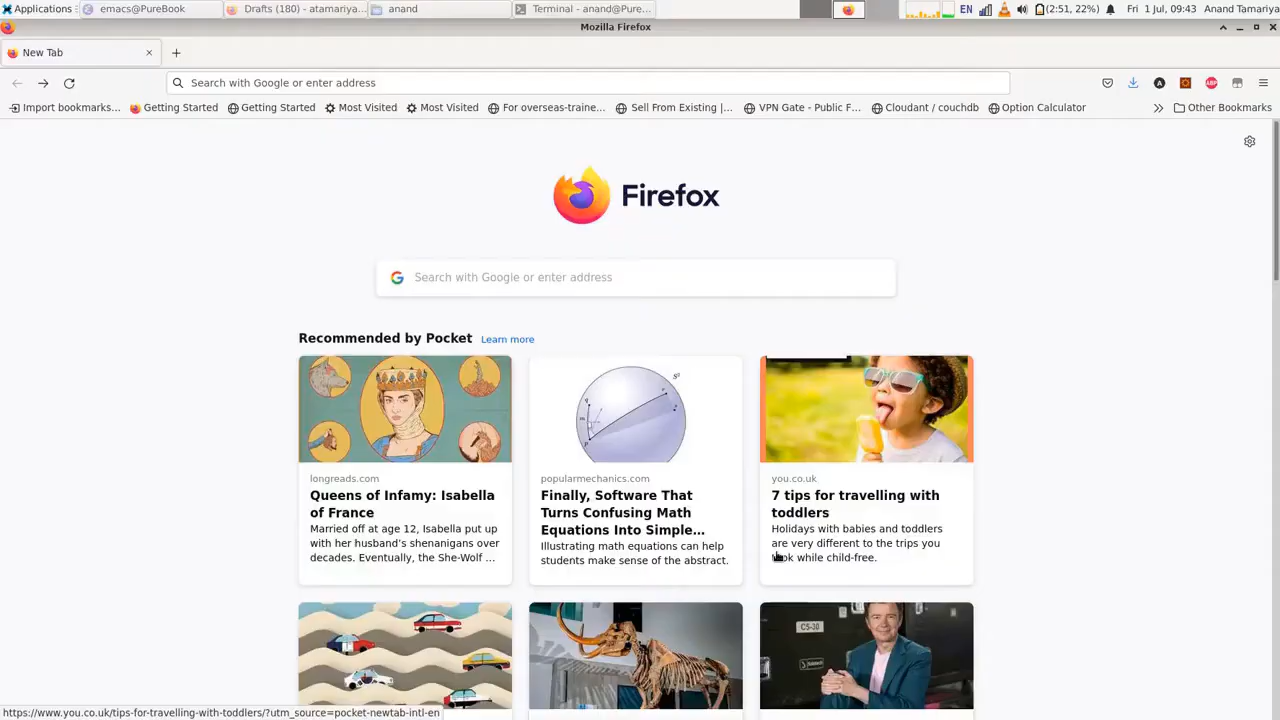 Applications
emacs@PureBook
Drafts (180) - atamariya...
anand
Terminal - anand@Pure...
EN
(2:51, 22%)
Fri 1 Jul, 09:43
Anand Tamariya
Mozilla Firefox
New Tab
Search with Google or enter address
Import bookmarks...
Getting Started
Getting Started
Most Visited
Most Visited
For overseas-traine...
Sell From Existing |...
VPN Gate - Public F...
Cloudant / couchdb
Option Calculator
Other Bookmarks
Firefox
Search with Google or enter address
Recommended by Pocket Learn more
longreads.com
Queens of Infamy: Isabella
of France
Married off at age 12, Isabella put up
with her husband's shenanigans over
decades. Eventually, the She-Wolf ...
popularmechanics.com
Finally, Software That
Turns Confusing Math
Equations Into Simple...
Illustrating math equations can help
students make sense of the abstract.
you.co.uk
7 tips for travelling with
toddlers
Holidays with babies and toddlers
are very different to the trips you
took while child-free.
CS-30
https://www.you.co.uk/tips-for-travelling-with-toddlers/?utm_source=pocket-newtab-intl-en